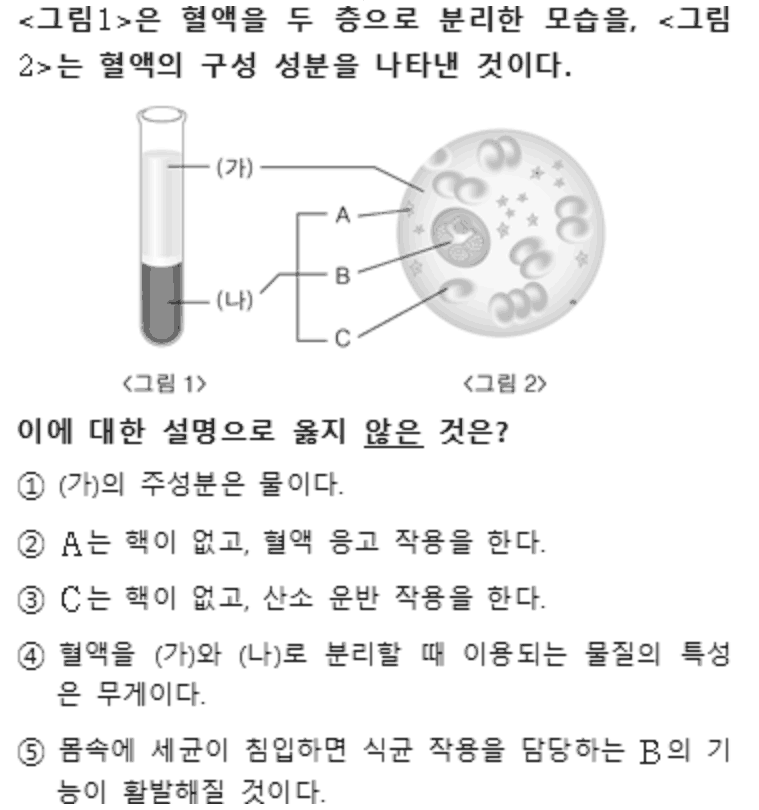 <그림1>은 혈액을 두 층으로 분리한 모습을, <그림
2>는 혈액의 구성 성분을 나타낸 것이다.
(가)
A
B
(나)
C
<그림 1>
<그림 2>
이에 대한 설명으로 옳지 않은 것은?
① (가)의 주성분은 물이다.
② A는 핵이 없고, 혈액 응고 작용을 한다.
③ C는 핵이 없고, 산소 운반 작용을 한다.
④ 혈액을 (가)와 (나)로 분리할 때 이용되는 물질의 특성
은 무게이다.
⑤ 몸속에 세균이 침입하면 식균 작용을 담당하는 B의 기
능이 활발해질 것이다.